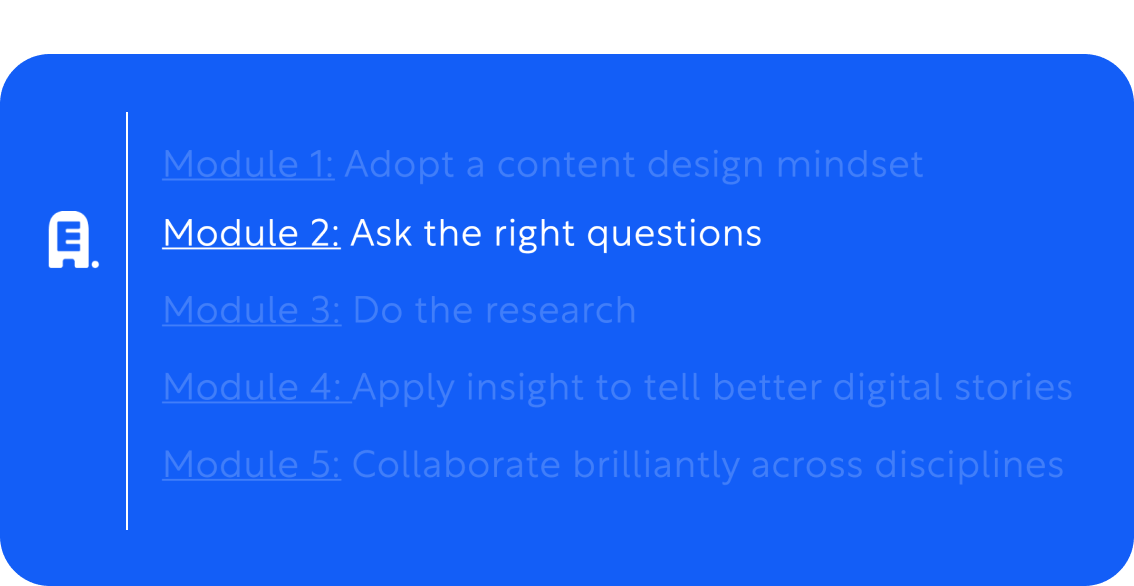 Module 1: Adopt a content design mindset
Module 2: Ask the right questions
EA.
Module 3: Do the research
Module 4: Apply insight to tell better digital stories
Module 5: Collaborate brilliantly across disciplines